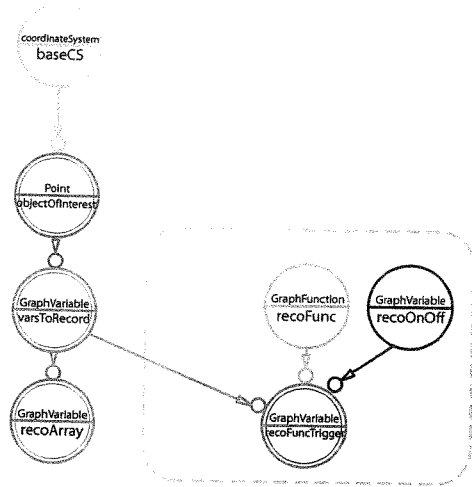 coordinateSystem
baseCS
Point
objectOfInterest
GraphVariable
varsToRecord
GraphFunction
recoFunc
GraphVariable
recoOnOff
GraphVariable
recoArray
GraphVariable
recoFuncTrigger